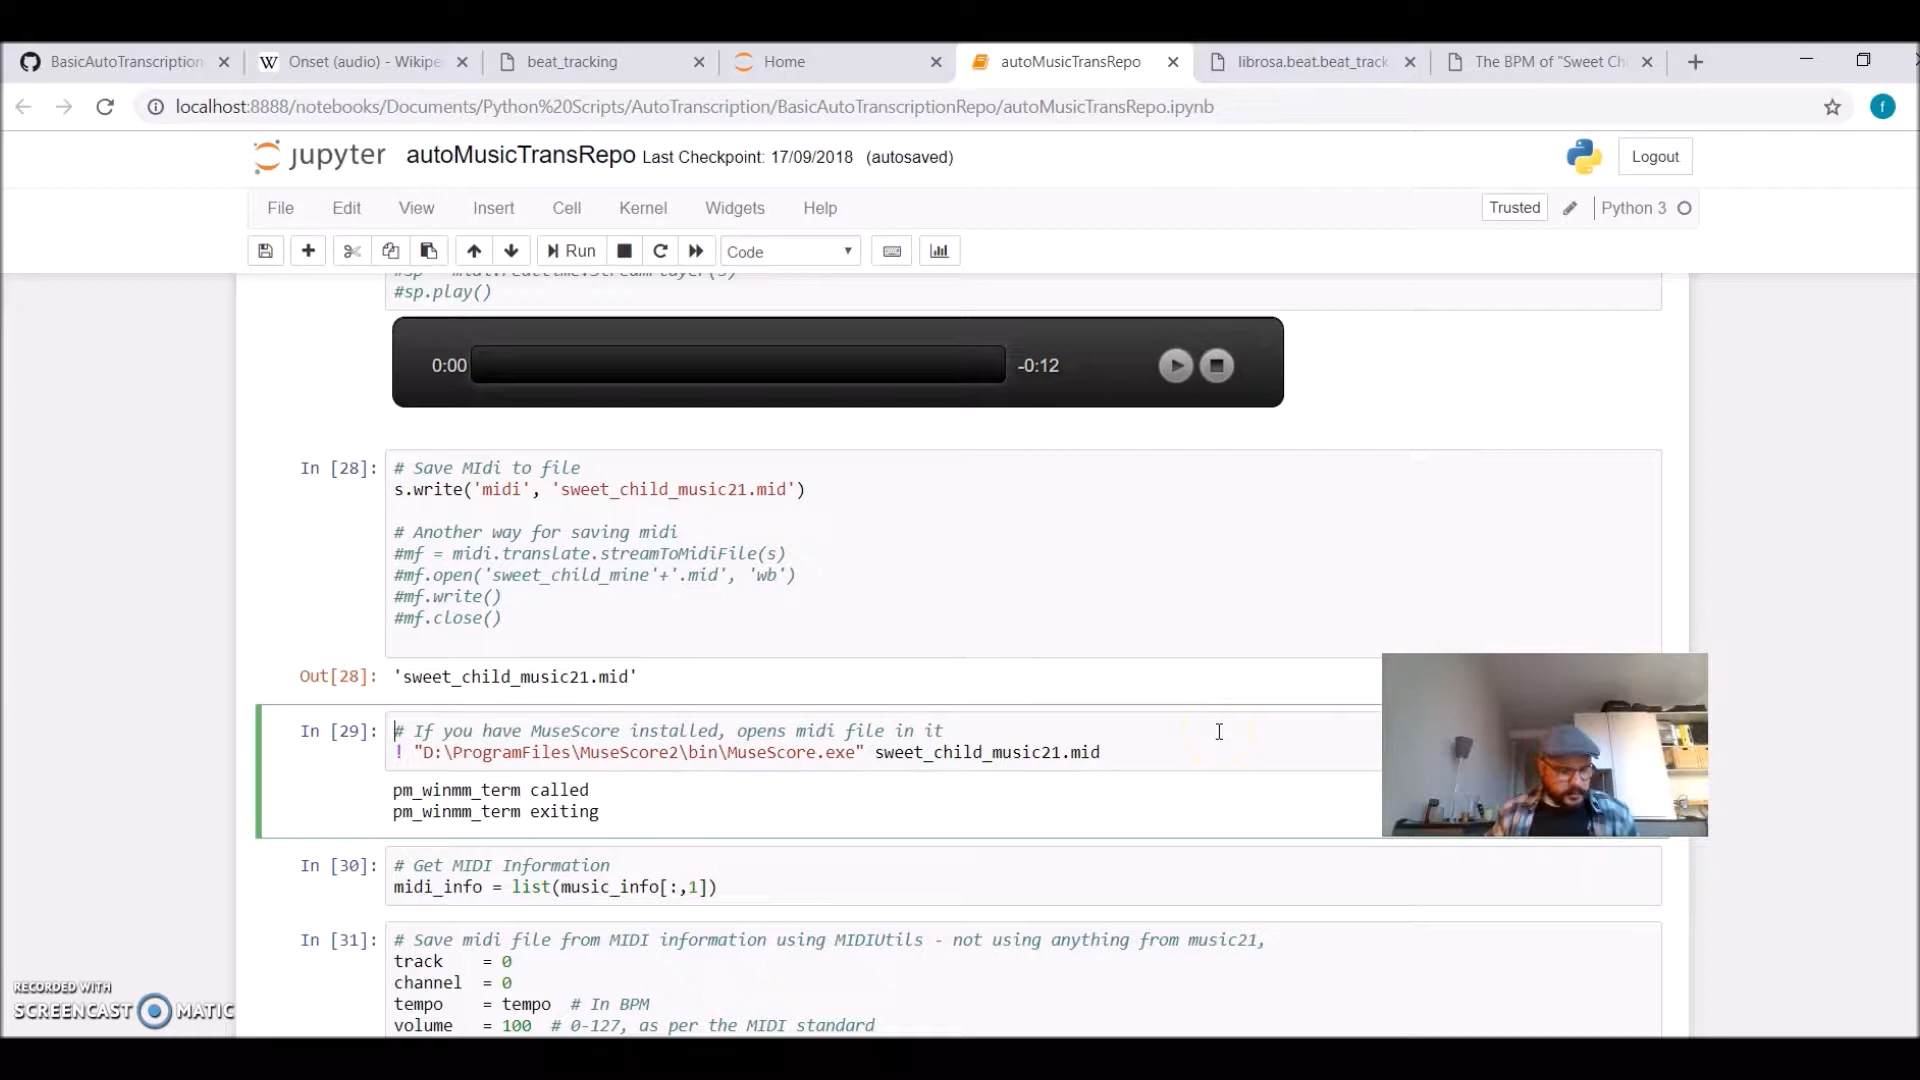 BasicAutoTranscription
Onset (audio) - Wikipe
beat_tracking
Home
autoMusicTransRepo
librosa.beat.beat_track
The BPM of "Sweet Ch
localhost:8888/notebooks/Documents/Python%20Scripts/AutoTranscription/BasicAutoTranscriptionRepo/autoMusicTransRepo.ipynb
f
jupyter autoMusicTransRepo Last Checkpoint: 17/09/2018 (autosaved)
Logout
File Edit View Insert Cell Kernel Widgets Help
Trusted
Python 3
Run
Code
#sp = midi.realtime.StreamPlayer(s)
#sp.play()
0:00 -0:12
In [28]: # Save MIdi to file
s.write('midi', 'sweet_child_music21.mid')
# Another way for saving midi
#mf = midi.translate.streamToMidiFile(s)
#mf.open('sweet_child_mine'+'.mid', 'wb')
#mf.write()
#mf.close()
Out[28]: 'sweet_child_music21.mid'
In [29]: # If you have MuseScore installed, opens midi file in it
! "D:\ProgramFiles\MuseScore2\bin\MuseScore.exe" sweet_child_music21.mid
pm_winmm_term called
pm_winmm_term exiting
In [30]: # Get MIDI Information
midi_info = list(music_info[:,1])
In [31]: # Save midi file from MIDI information using MIDIUtils - not using anything from music21,
track = 0
channel = 0
tempo = tempo # In BPM
volume = 100 # 0-127, as per the MIDI standard
RECORDED WITH
SCREENCAST MATIC